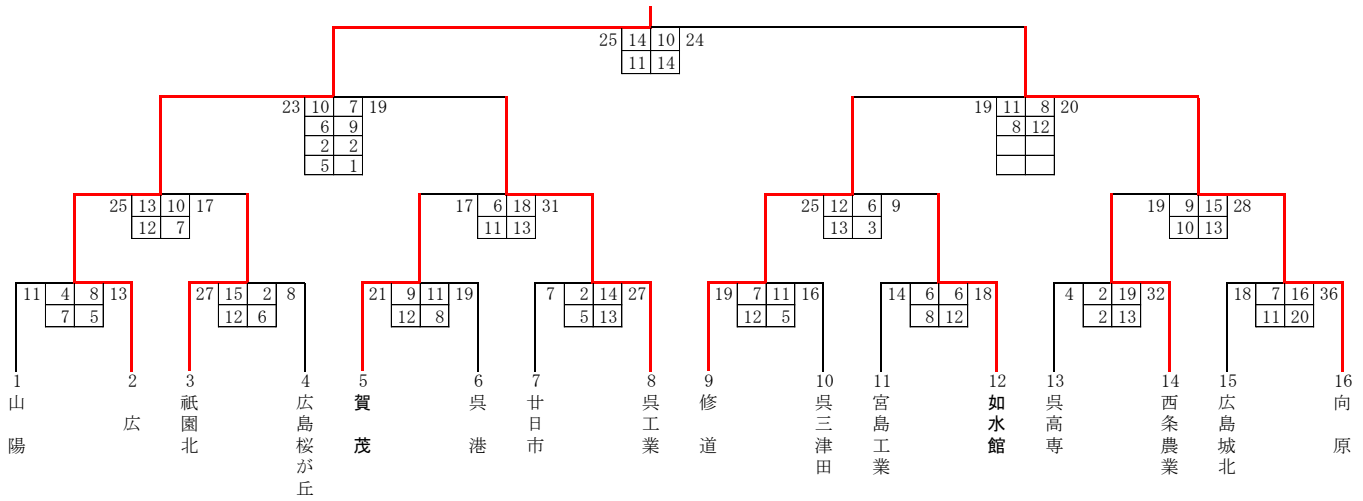 25 14 10 24
11 14
23 10 7 19 19 11 8 20
6 9 8 12
2 2
5 1
25 13 10 17 17 6 18 31 25 12 6 9 19 9 15 28
12 7 11 13 13 3 10 13
11 4 8 13 27 15 2 8 21 9 11 19 7 2 14 27 19 7 11 16 14 6 6 18 4 2 19 32 18 7 16 36
7 5 12 6 12 8 5 13 12 5 8 12 2 13 11 20
1 2 3 4 5 6 7 8 9 10 11 12 13 14 15 16
山陽
広
祇園北
広島桜が丘
賀茂
呉港
廿日市
呉工業
修道
呉三津田
宮島工業
如水館
呉高専
西条農業
広島城北
向原